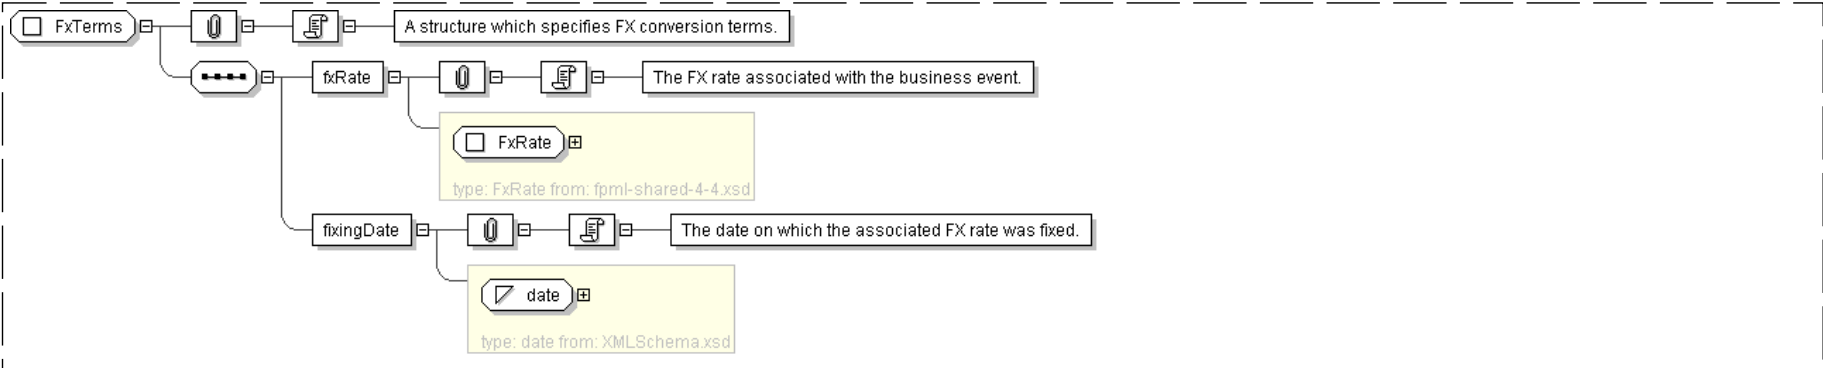 FxTerms A structure which specifies FX conversion terms.
fxRate The FX rate associated with the business event.
FxRate
type: FxRate from: fpml-shared-4-4.xsd
fixingDate The date on which the associated FX rate was fixed.
date
type: date from: XMLSchema.xsd